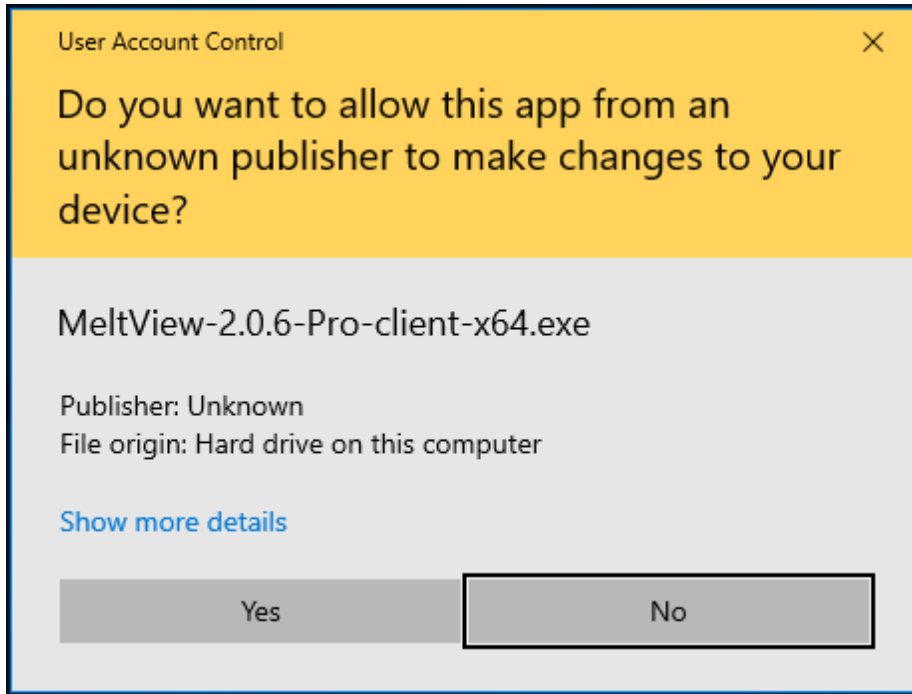 User Account Control
Do you want to allow this app from an
unknown publisher to make changes to your
device?
MeltView-2.0.6-Pro-client-x64.exe
Publisher: Unknown
File origin: Hard drive on this computer
Show more details
Yes
No